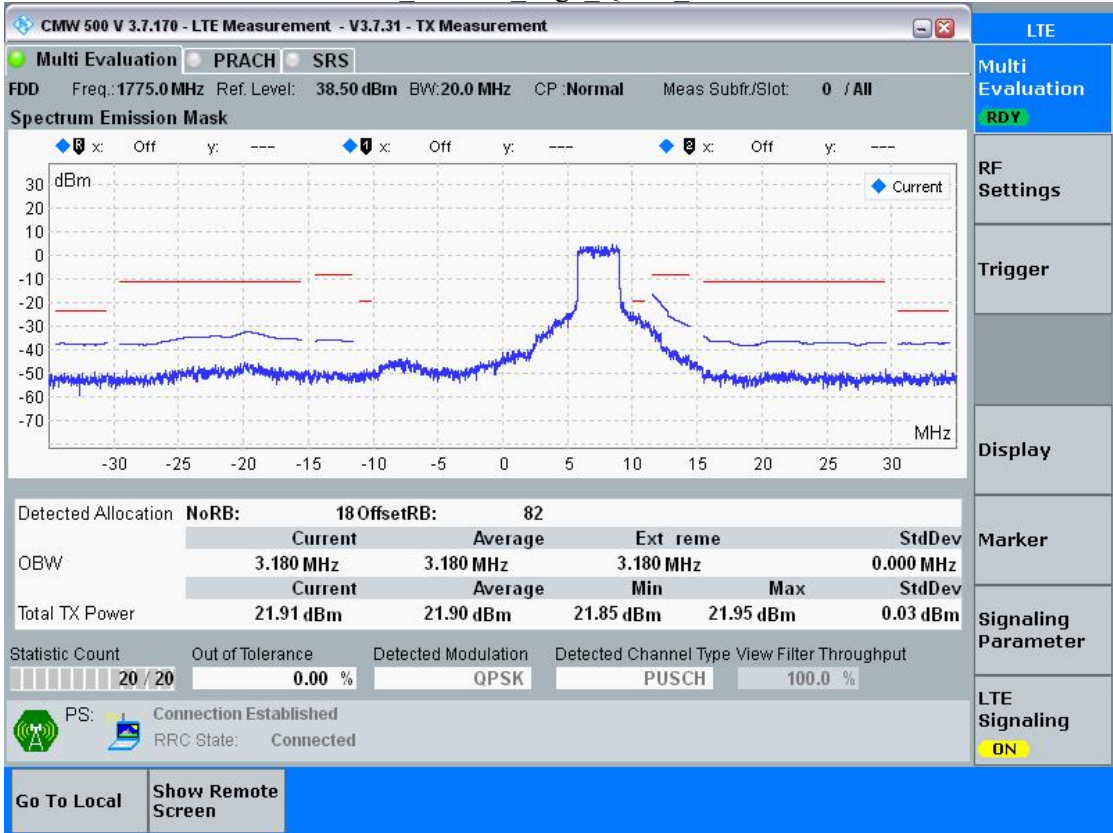 CMW 500 V 3.7.170 - LTE Measurement - V3.7.31 - TX Measurement
LTE
Multi Evaluation PRACH SRS
Multi
Evaluation
RDY
FDD Freq.: 1775.0 MHz Ref. Level: 38.50 dBm BW: 20.0 MHz CP : Normal Meas Subfr./Slot: 0 / All
Spectrum Emission Mask
R x: Off y: --- 1 x: Off y: --- 2 x: Off y: ---
dBm
Current
30
20
10
0
-10
-20
-30
-40
-50
-60
-70
MHz
-30 -25 -20 -15 -10 -5 0 5 10 15 20 25 30
RF
Settings
Trigger
Display
Marker
Signaling
Parameter
LTE
Signaling
ON
Detected Allocation NoRB: 18 OffsetRB: 82
Current Average Ext reme StdDev
OBW 3.180 MHz 3.180 MHz 3.180 MHz 0.000 MHz
Current Average Min Max StdDev
Total TX Power 21.91 dBm 21.90 dBm 21.85 dBm 21.95 dBm 0.03 dBm
Statistic Count Out of Tolerance Detected Modulation Detected Channel Type View Filter Throughput
20 / 20 0.00 % QPSK PUSCH 100.0 %
PS: Connection Established
RRC State: Connected
Go To Local
Show Remote
Screen